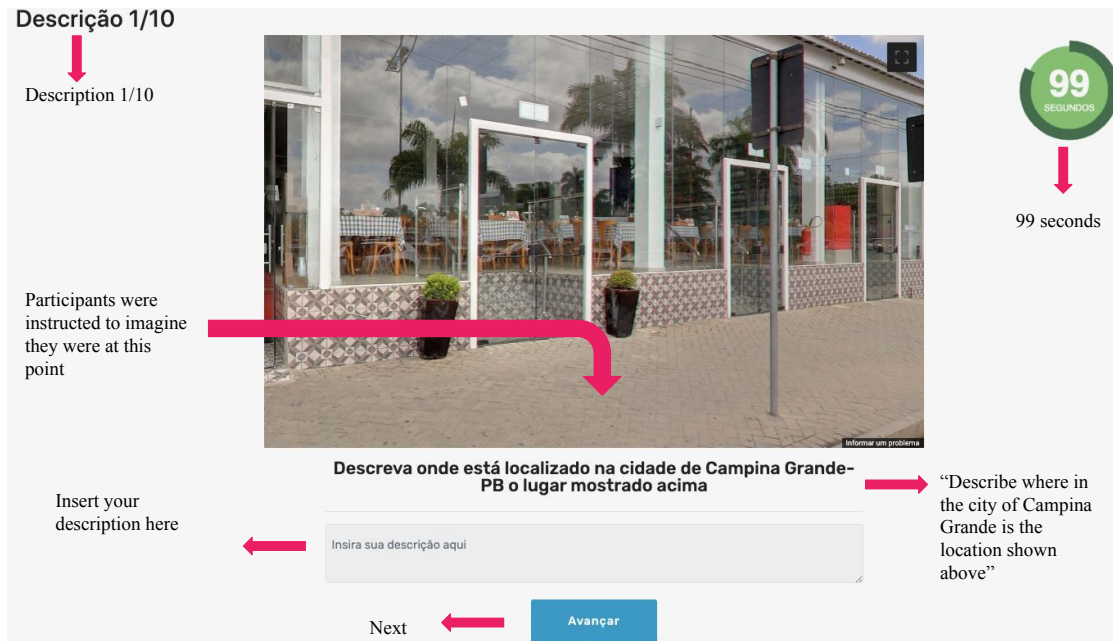 Descrição 1/10
Description 1/10
99
SEGUNDOS
99 seconds
Participants were
instructed to imagine
they were at this
point
Informar um problema
Descreva onde está localizado na cidade de Campina Grande-
PB o lugar mostrado acima
Insert your
description here
Insira sua descrição aqui
“Describe where in
the city of Campina
Grande is the
location shown
above”
Next
Avançar